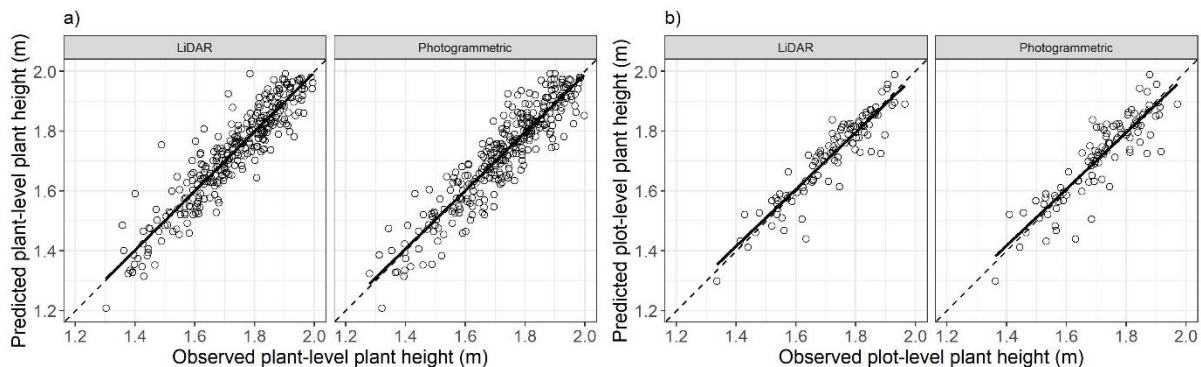 a)
LiDAR
Photogrammetric
Predicted plant-level plant height (m)
2.0
1.8
1.6
1.4
1.2
1.2 1.4 1.6 1.8 2.0 1.2 1.4 1.6 1.8 2.0
Observed plant-level plant height (m)
b)
LiDAR
Photogrammetric
Predicted plot-level plant height (m)
2.0
1.8
1.6
1.4
1.2
1.2 1.4 1.6 1.8 2.0 1.2 1.4 1.6 1.8 2.0
Observed plot-level plant height (m)